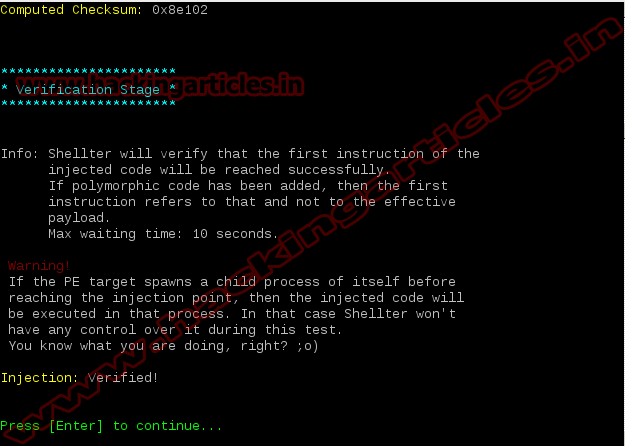 Computed Checksum: 0x8e102
**********************
* Verification Stage *
**********************
www.hackingarticles.in
Info: Shellter will verify that the first instruction of the
injected code will be reached successfully.
If polymorphic code has been added, then the first
instruction refers to that and not to the effective
payload.
Max waiting time: 10 seconds.
Warning!
If the PE target spawns a child process of itself before
reaching the injection point, then the injected code will
be executed in that process. In that case Shellter won't
have any control over it during this test.
You know what you are doing, right? ;o)
Injection: Verified!
Press [Enter] to continue...
www.hackingarticles.in